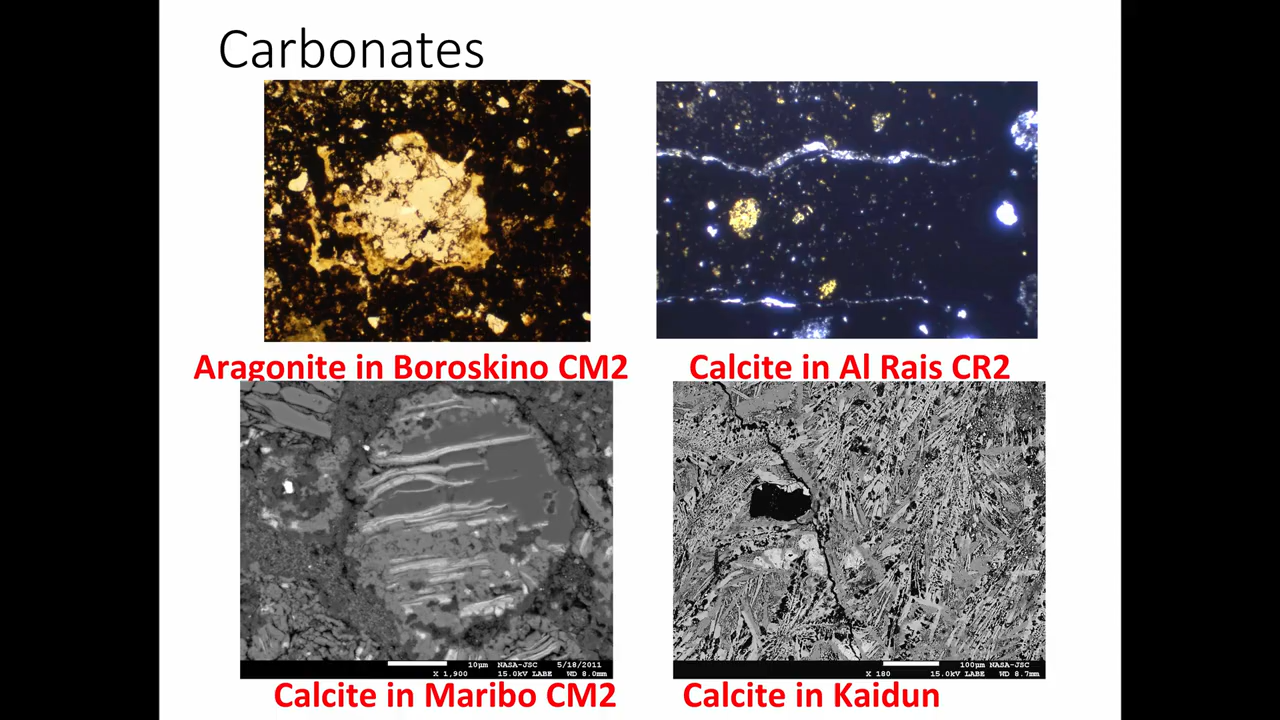 Carbonates
Aragonite in Boroskino CM2
Calcite in Al Rais CR2
10µm NASA-JSC 5/18/2011
X 1,900 15.0kV LABE WD 8.0mm
100µm NASA-JSC
X 180 15.0kV LABE WD 8.7mm
Calcite in Maribo CM2
Calcite in Kaidun